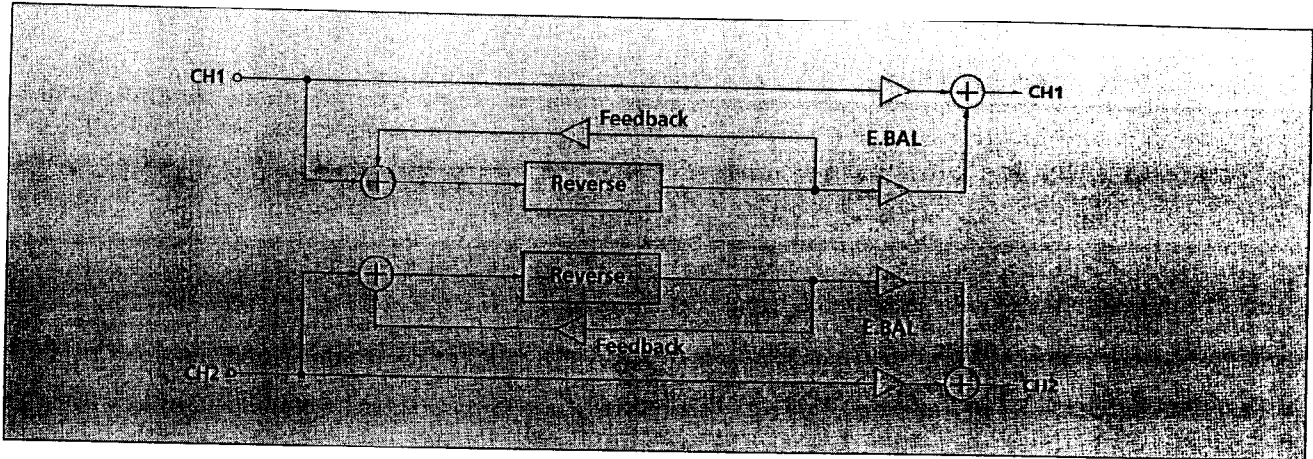 CH1 CH1
Feedback
E.BAL
Reverse
Reverse
E.BAL
Feedback
CH2 CH2